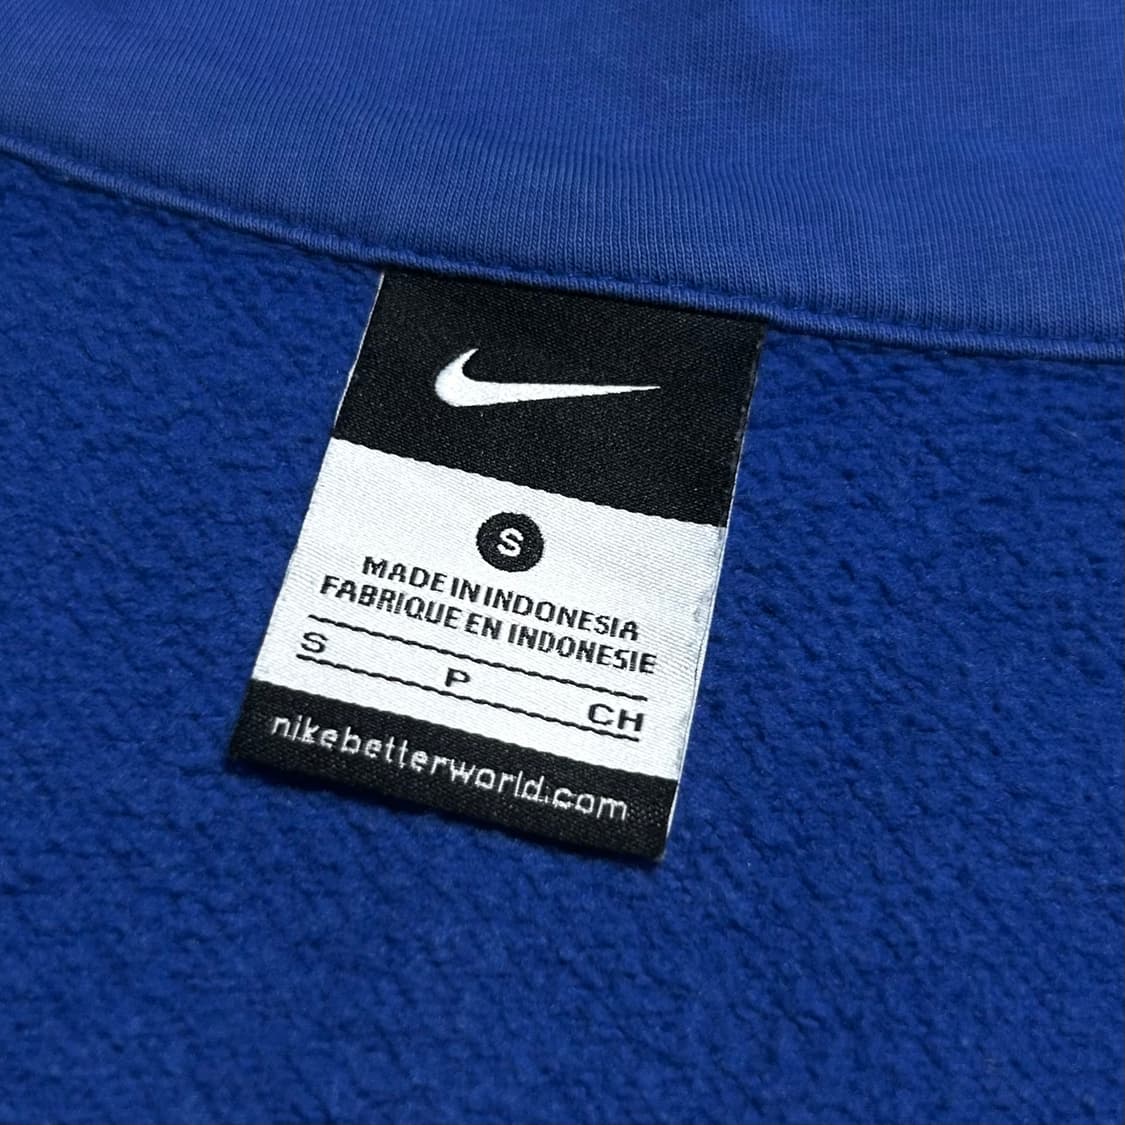 S
MADE IN INDONESIA
FABRIQUE EN INDONESIE
S P CH
nikebetterworld.com